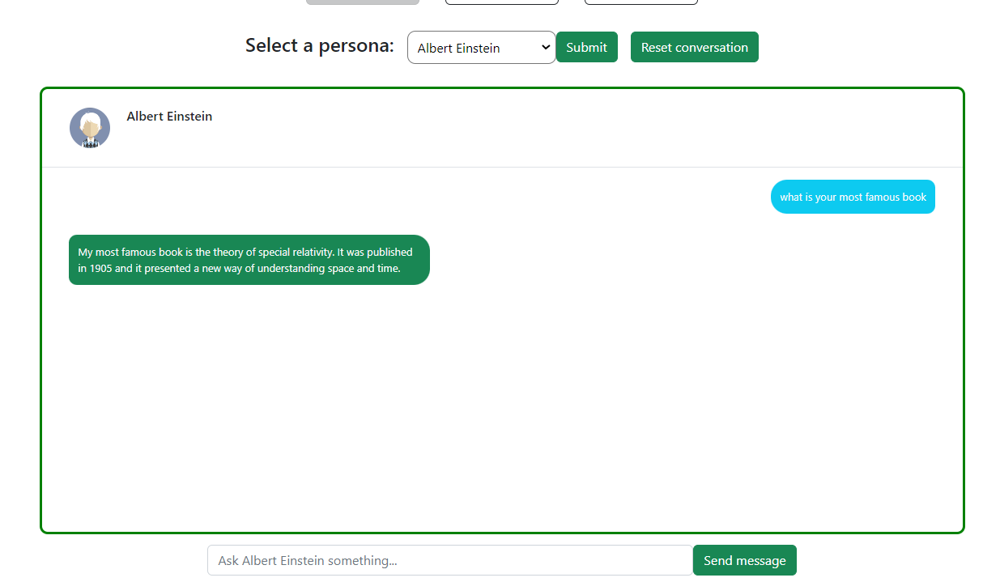 Select a persona: Albert Einstein Submit Reset conversation
Albert Einstein
what is your most famous book
My most famous book is the theory of special relativity. It was published
in 1905 and it presented a new way of understanding space and time.
Ask Albert Einstein something... Send message